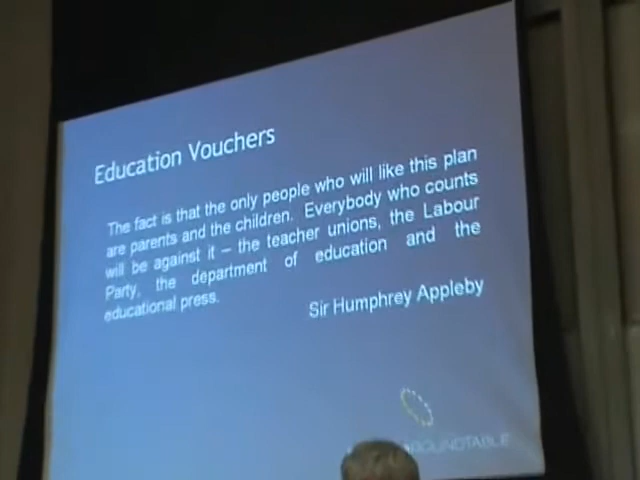 Education Vouchers
The fact is that the only people who will like this plan
are parents and the children. Everybody who counts
will be against it – the teacher unions, the Labour
Party, the department of education and the
educational press.
Sir Humphrey Appleby
ROUNDTABLE